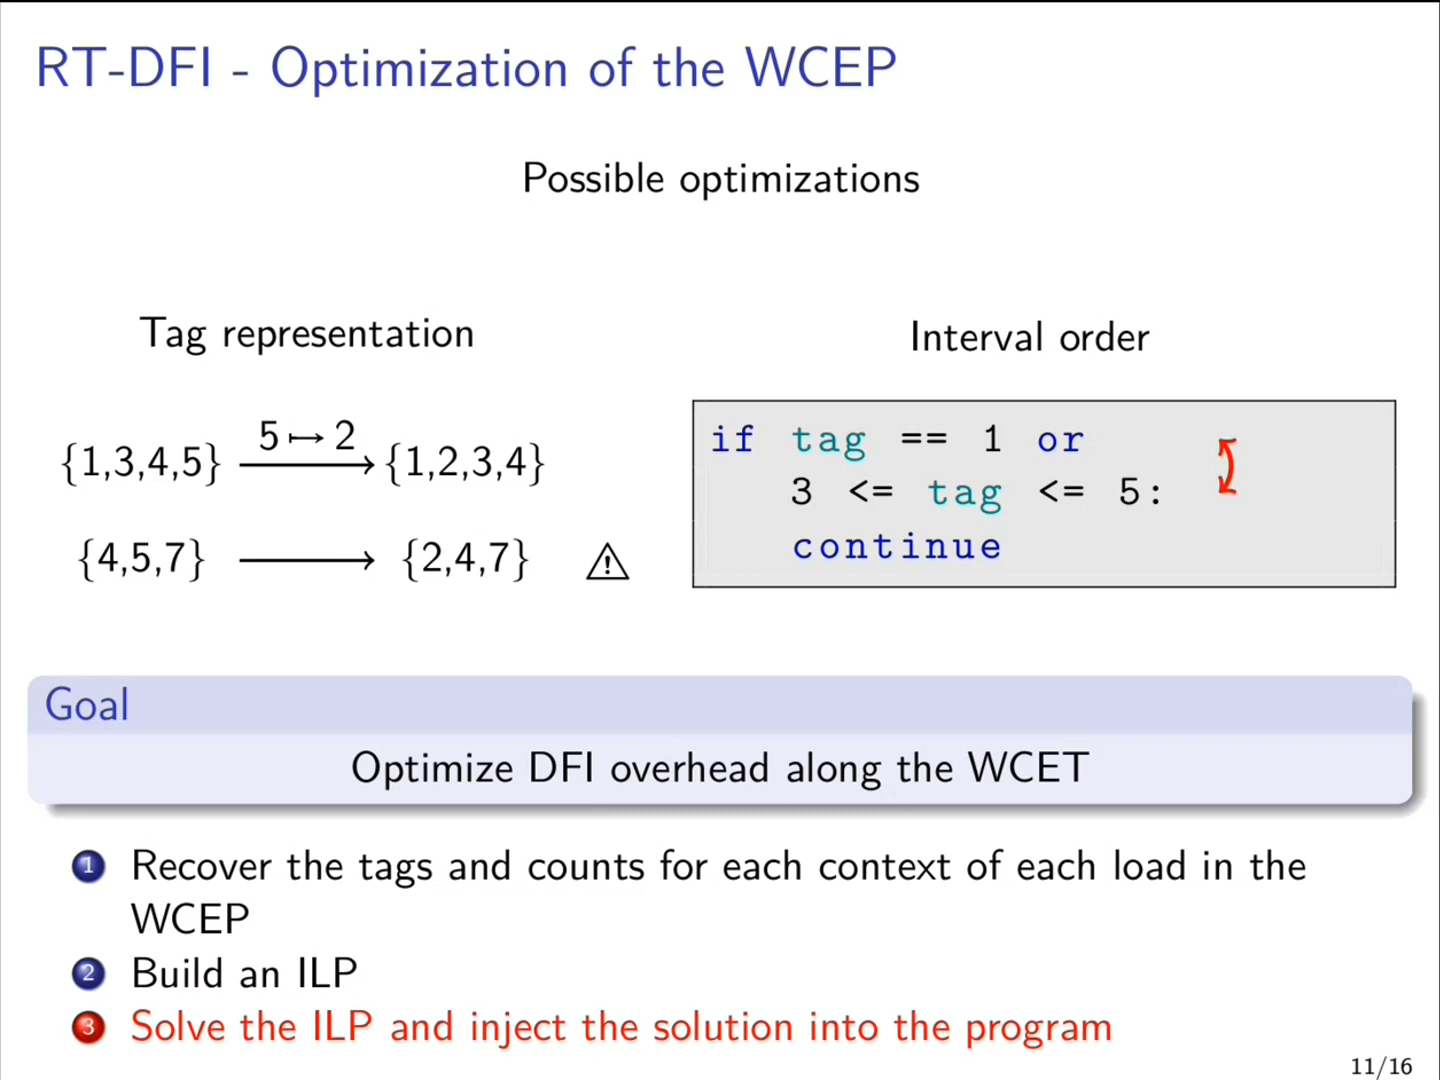 RT-DFI - Optimization of the WCEP
Possible optimizations
Tag representation
5 ↦ 2
{1,3,4,5} → {1,2,3,4}
{4,5,7} → {2,4,7} ⚠
Interval order
if tag == 1 or
3 <= tag <= 5:
continue
Goal
Optimize DFI overhead along the WCET
1 Recover the tags and counts for each context of each load in the
WCEP
2 Build an ILP
3 Solve the ILP and inject the solution into the program
11/16